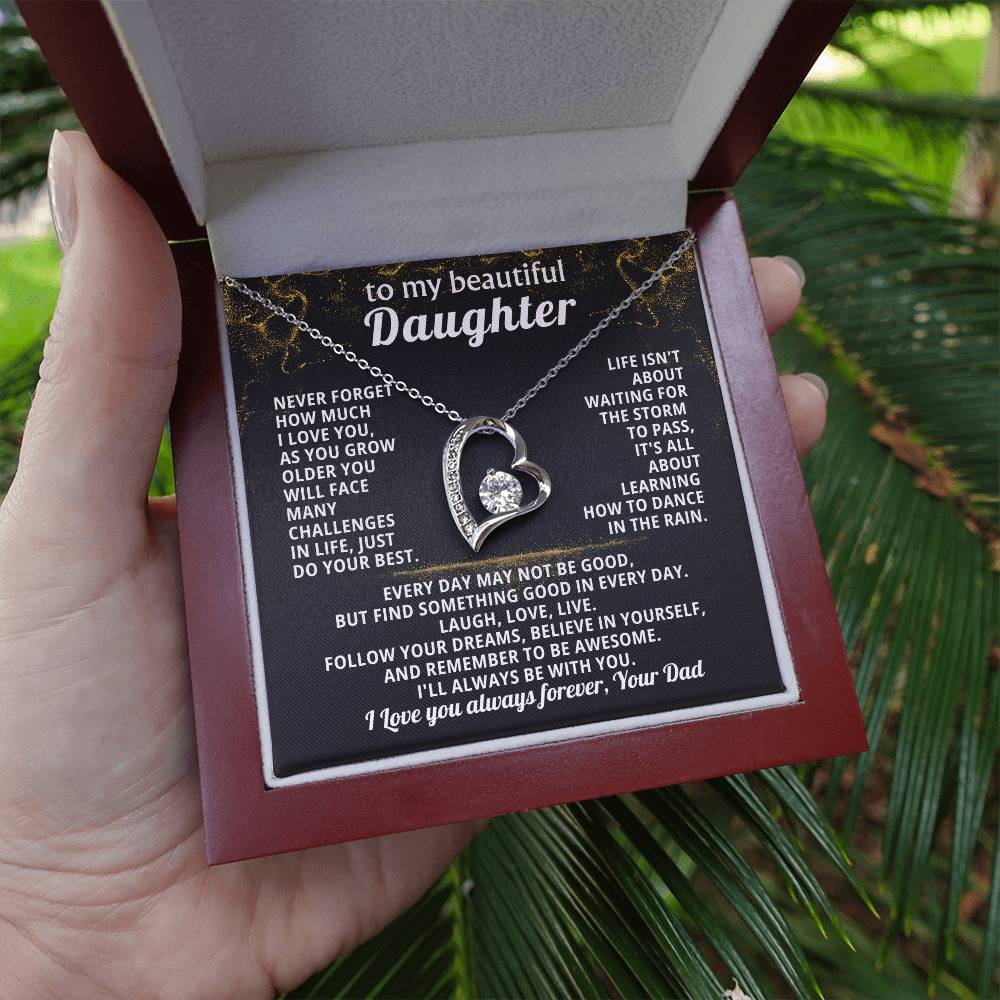 to my beautiful
Daughter
NEVER FORGET
HOW MUCH
I LOVE YOU,
AS YOU GROW
OLDER YOU
WILL FACE
MANY
CHALLENGES
IN LIFE, JUST
DO YOUR BEST.
LIFE ISN'T
ABOUT
WAITING FOR
THE STORM
TO PASS,
IT'S ALL
ABOUT
LEARNING
HOW TO DANCE
IN THE RAIN.
EVERY DAY MAY NOT BE GOOD,
BUT FIND SOMETHING GOOD IN EVERY DAY.
LAUGH, LOVE, LIVE.
FOLLOW YOUR DREAMS, BELIEVE IN YOURSELF,
AND REMEMBER TO BE AWESOME.
I'LL ALWAYS BE WITH YOU.
I Love you always forever, Your Dad